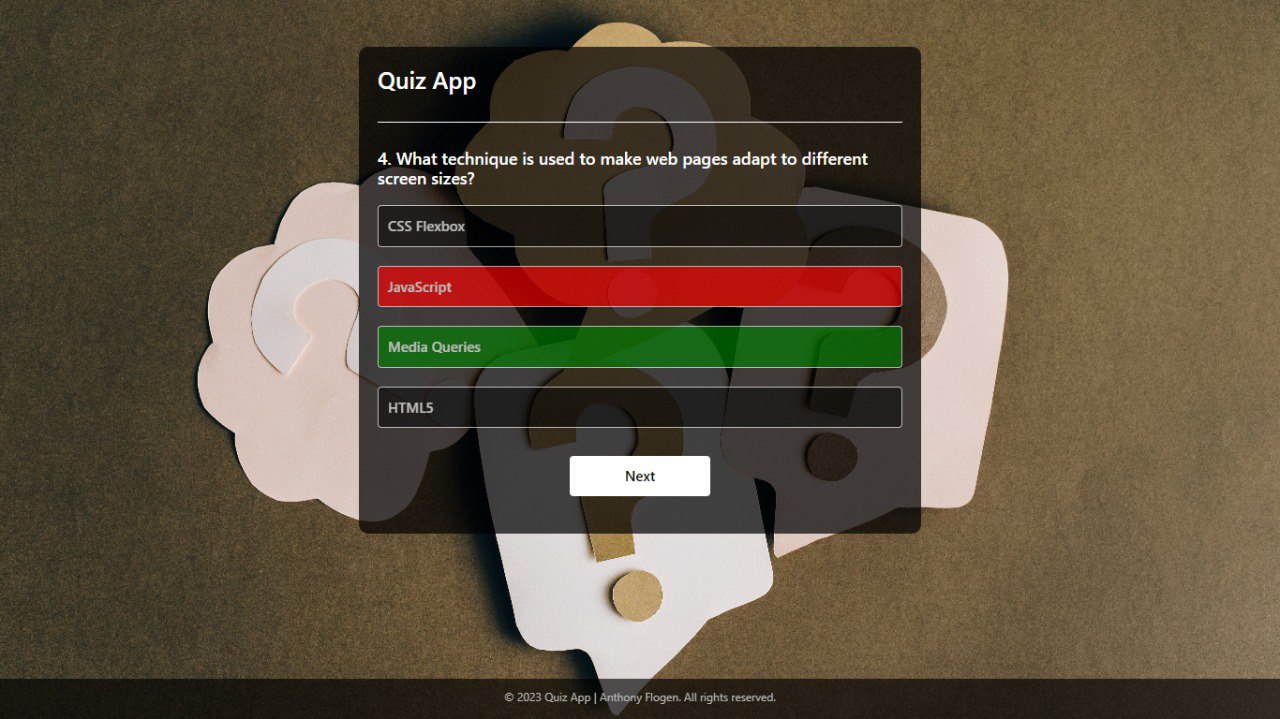 Quiz App
4. What technique is used to make web pages adapt to different
screen sizes?
CSS Flexbox
JavaScript
Media Queries
HTML5
Next
© 2023 Quiz App | Anthony Flogen. All rights reserved.